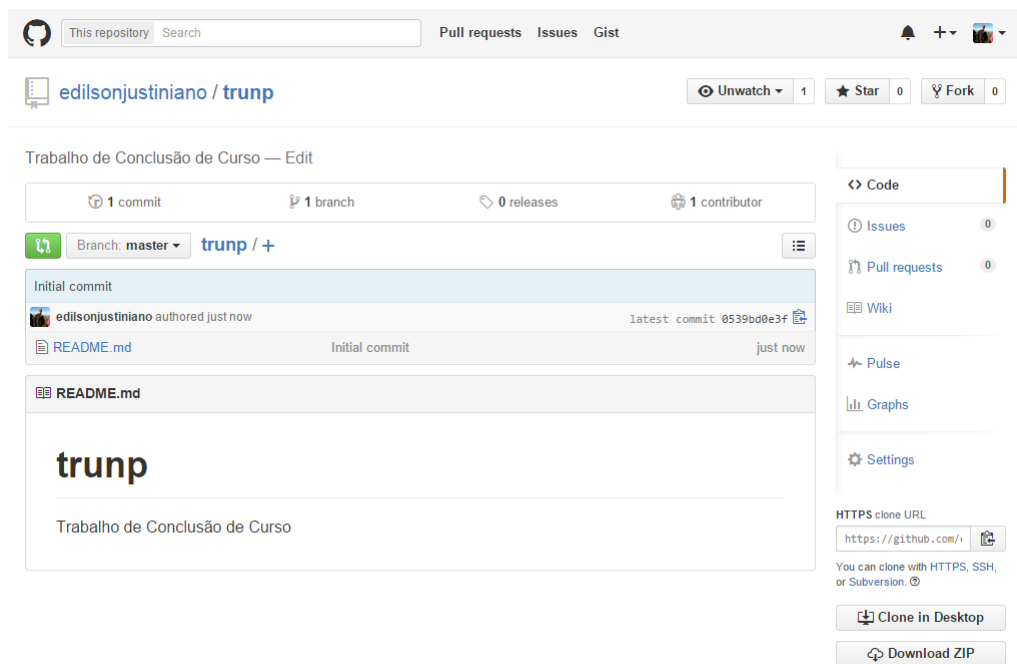 This repository Search Pull requests Issues Gist
edilsonjustiniano / trunp Unwatch 1 Star 0 Fork 0
Trabalho de Conclusão de Curso — Edit
1 commit 1 branch 0 releases 1 contributor
Branch: master trunp / +
Initial commit
edilsonjustiniano authored just now latest commit 0539bd0e3f
README.md Initial commit just now
README.md
trunp
Trabalho de Conclusão de Curso
Code
Issues 0
Pull requests 0
Wiki
Pulse
Graphs
Settings
HTTPS clone URL
https://github.com/
You can clone with HTTPS, SSH,
or Subversion.
Clone in Desktop
Download ZIP